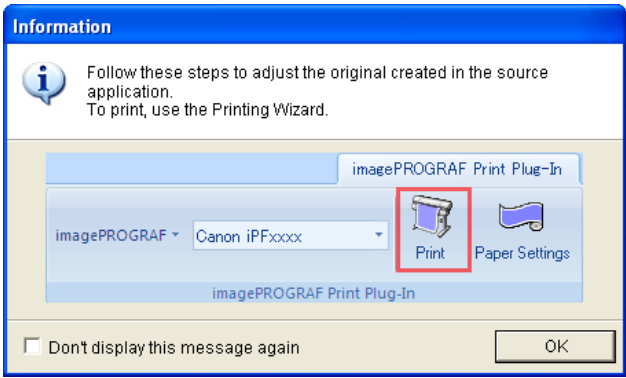 Information
Follow these steps to adjust the original created in the source
application.
To print, use the Printing Wizard.
imagePROGRAF Print Plug-In
imagePROGRAF
Canon iPFxxxx
Print
Paper Settings
imagePROGRAF Print Plug-In
Don't display this message again
OK